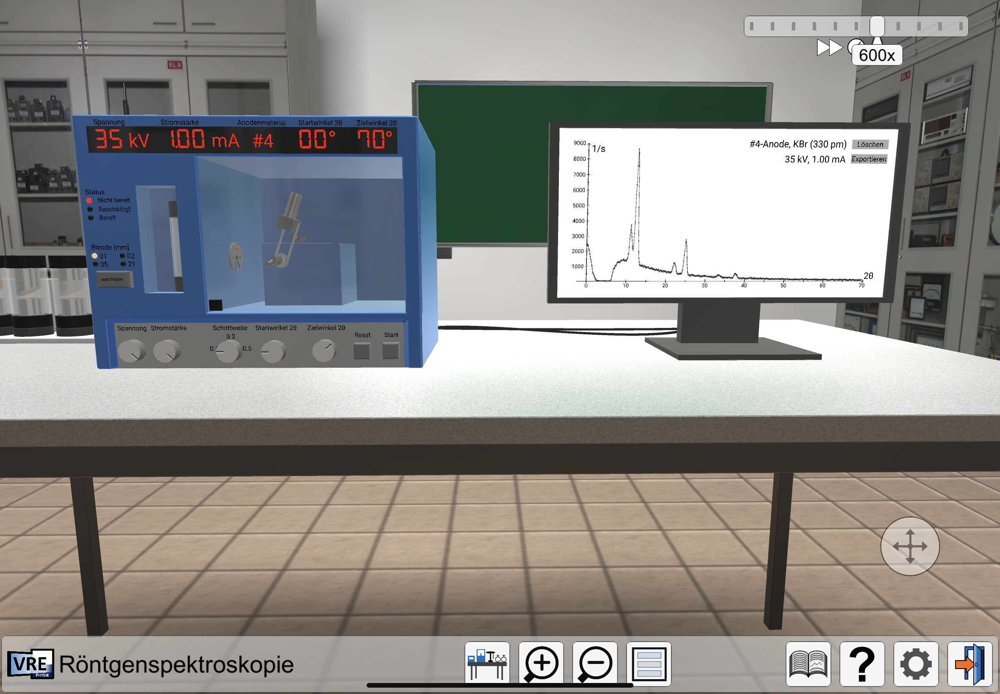 600x
EL 8
EL 4
Spannung Stromstärke Anodenmaterial Startwinkel 2θ Zielwinkel 2θ
35 kV 1.00 mA #4 00° 70°
Status
Nicht bereit
Beschäftigt
Bereit
Blende [mm]
01 02
05 21
wechseln
KBr
Spannung Stromstärke Schrittweite Startwinkel 2θ Zielwinkel 2θ
0.2
0.5
Reset Start
#4-Anode, KBr (330 pm) Löschen
35 kV, 1.00 mA Exportieren
1/s
9000
8000
7000
6000
5000
4000
3000
2000
1000
2θ
0 10 20 30 40 50 60 70
VRE
PHYSIK
Röntgenspektroskopie
?